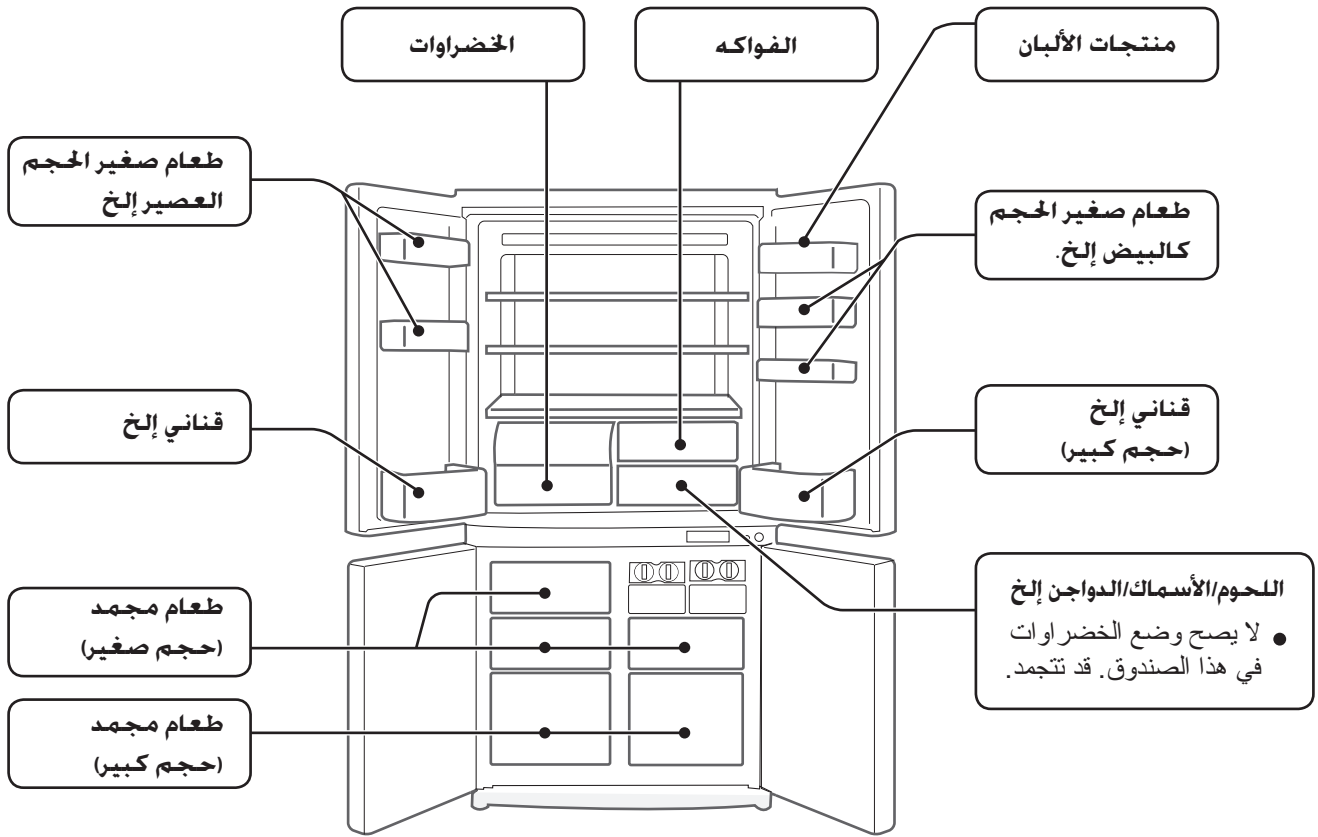 منتجات الألبان
الفواكه
الخضراوات
طعام صغير الحجم
العصير إلخ
طعام صغير الحجم
كالبيض إلخ.
قناني إلخ
(حجم كبير)
قناني إلخ
اللحوم/الأسماك/الدواجن إلخ
● لا يصح وضع الخضراوات
في هذا الصندوق. قد تتجمد.
طعام مجمد
(حجم صغير)
طعام مجمد
(حجم كبير)